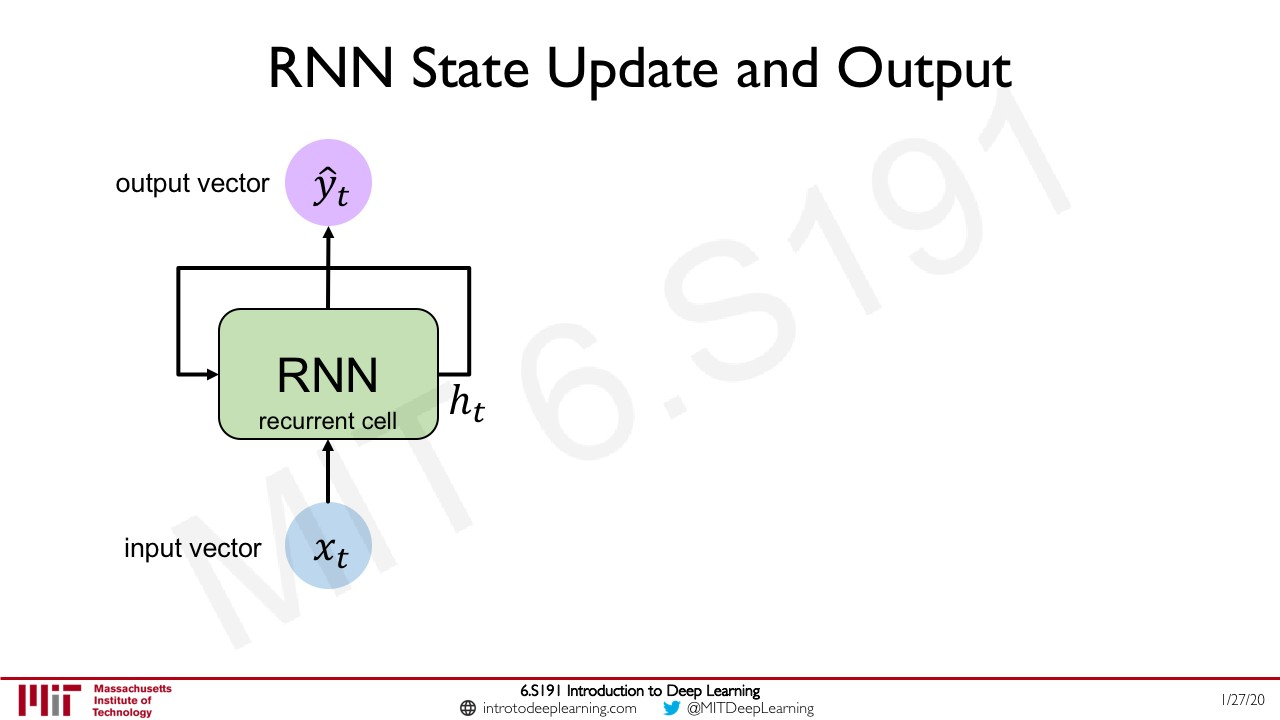 RNN State Update and Output
output vector
ŷₜ
RNN
recurrent cell
hₜ
input vector
xₜ
MIT 6.S191
Massachusetts
Institute of
Technology
6.S191 Introduction to Deep Learning
introtodeeplearning.com
@MITDeepLearning
1/27/20